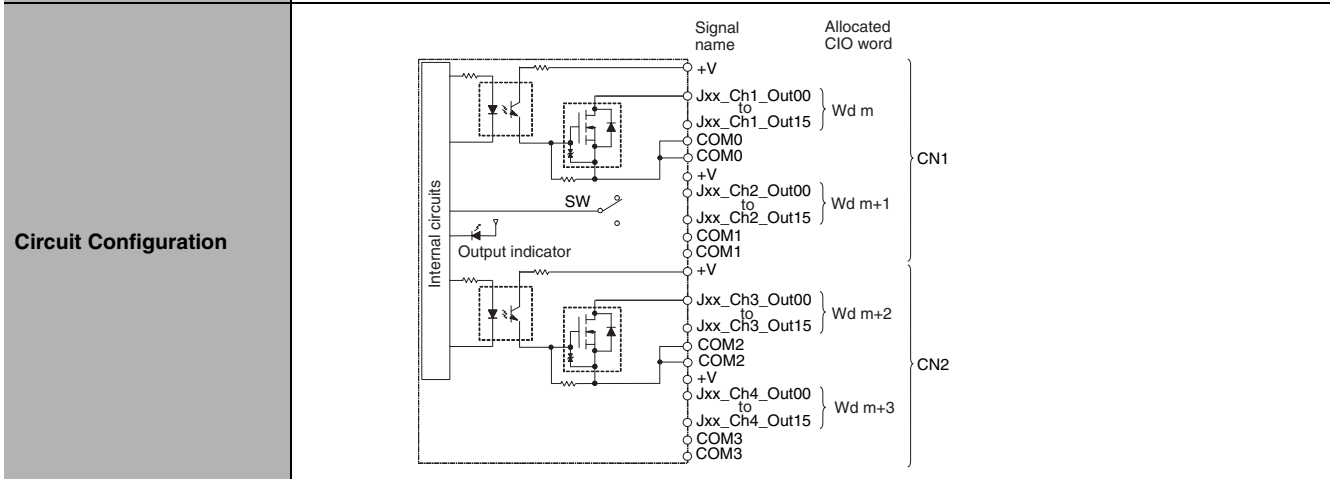 Circuit Configuration
Signal name
Allocated CIO word
Internal circuits
SW
Output indicator
+V
Jxx_Ch1_Out00
to
Jxx_Ch1_Out15
Wd m
COM0
COM0
+V
Jxx_Ch2_Out00
to
Jxx_Ch2_Out15
Wd m+1
COM1
COM1
CN1
+V
Jxx_Ch3_Out00
to
Jxx_Ch3_Out15
Wd m+2
COM2
COM2
+V
Jxx_Ch4_Out00
to
Jxx_Ch4_Out15
Wd m+3
COM3
COM3
CN2